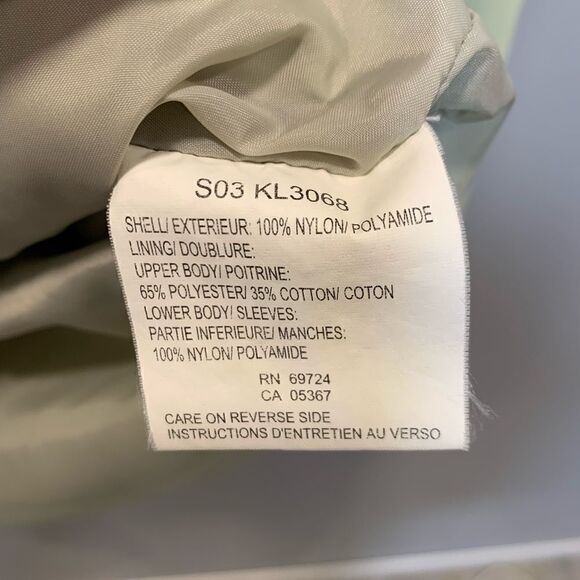 S03 KL3068
SHELL/ EXTERIEUR: 100% NYLON/ POLYAMIDE
LINING/ DOUBLURE:
UPPER BODY/ POITRINE:
65% POLYESTER/ 35% COTTON/ COTON
LOWER BODY/ SLEEVES:
PARTIE INFERIEURE/ MANCHES:
100% NYLON/ POLYAMIDE
RN 69724
CA 05367
CARE ON REVERSE SIDE
INSTRUCTIONS D'ENTRETIEN AU VERSO